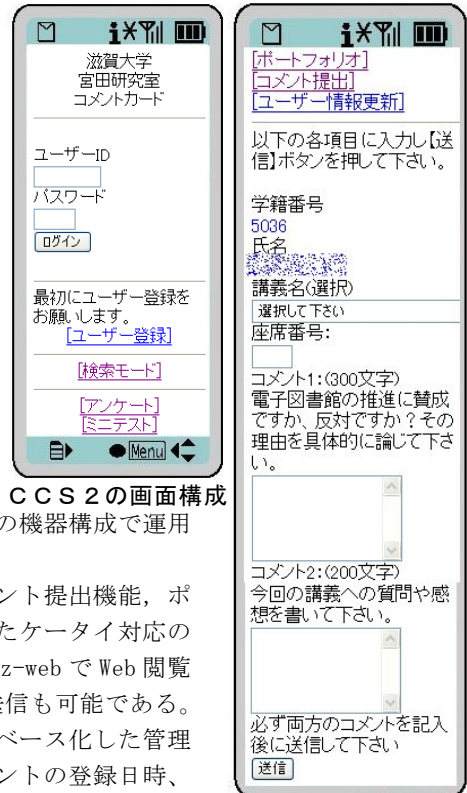 滋賀大学
宮田研究室
コメントカード
ユーザーID
パスワード
ログイン
最初にユーザー登録を
お願いします。
[ユーザー登録]
[検索モード]
[アンケート]
[ミニテスト]
Menu
[ポートフォリオ]
[コメント提出]
[ユーザー情報更新]
以下の各項目に入力し【送
信】ボタンを押して下さい。
学籍番号
5036
氏名
講義名(選択)
選択して下さい
座席番号:
コメント1:(300文字)
電子図書館の推進に賛成
ですか、反対ですか？その
理由を具体的に論じて下さ
い。
コメント2:(200文字)
今回の講義への質問や感
想を書いて下さい。
必ず両方のコメントを記入
後に送信して下さい
送信
ＣＣＳ２の画面構成
の機器構成で運用
ント提出機能，ポ
たケータイ対応の
z-web で Web 閲覧
信も可能である。
ベース化した管理
ントの登録日時、